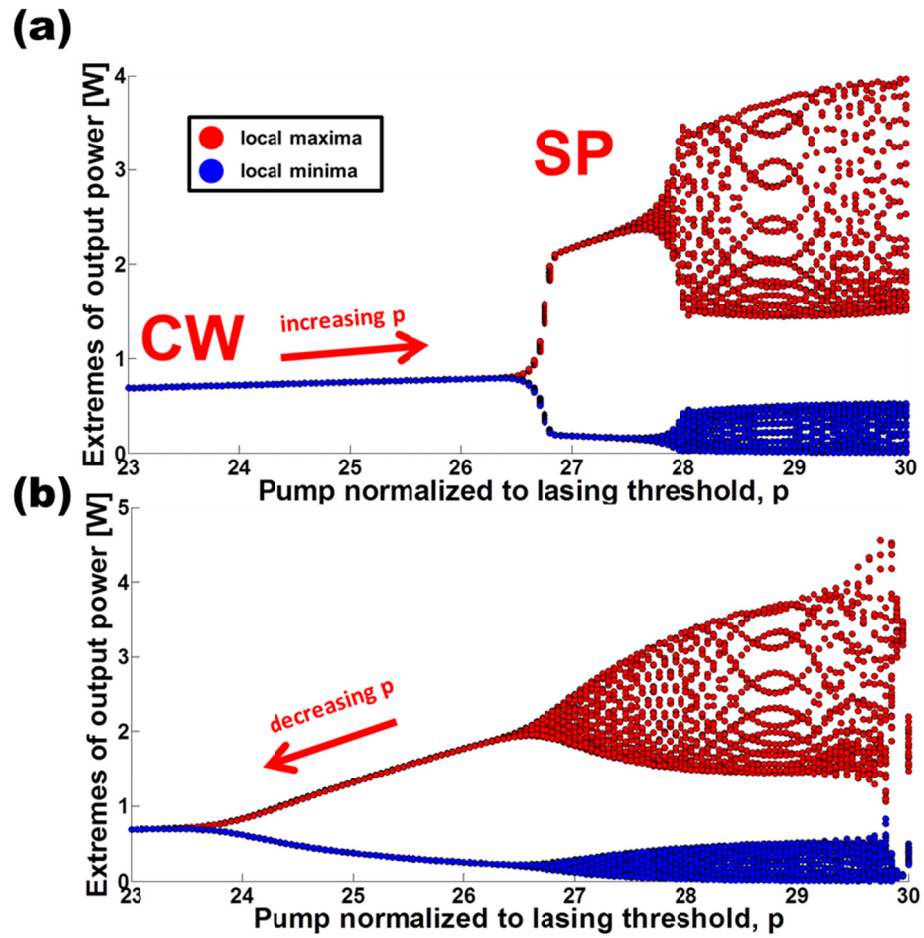 (a)
Extremes of output power [W]
4
3
2
1
0
local maxima
local minima
SP
CW
increasing p
23 24 25 26 27 28 29 30
Pump normalized to lasing threshold, p
(b)
Extremes of output power [W]
5
4
3
2
1
0
decreasing p
23 24 25 26 27 28 29 30
Pump normalized to lasing threshold, p